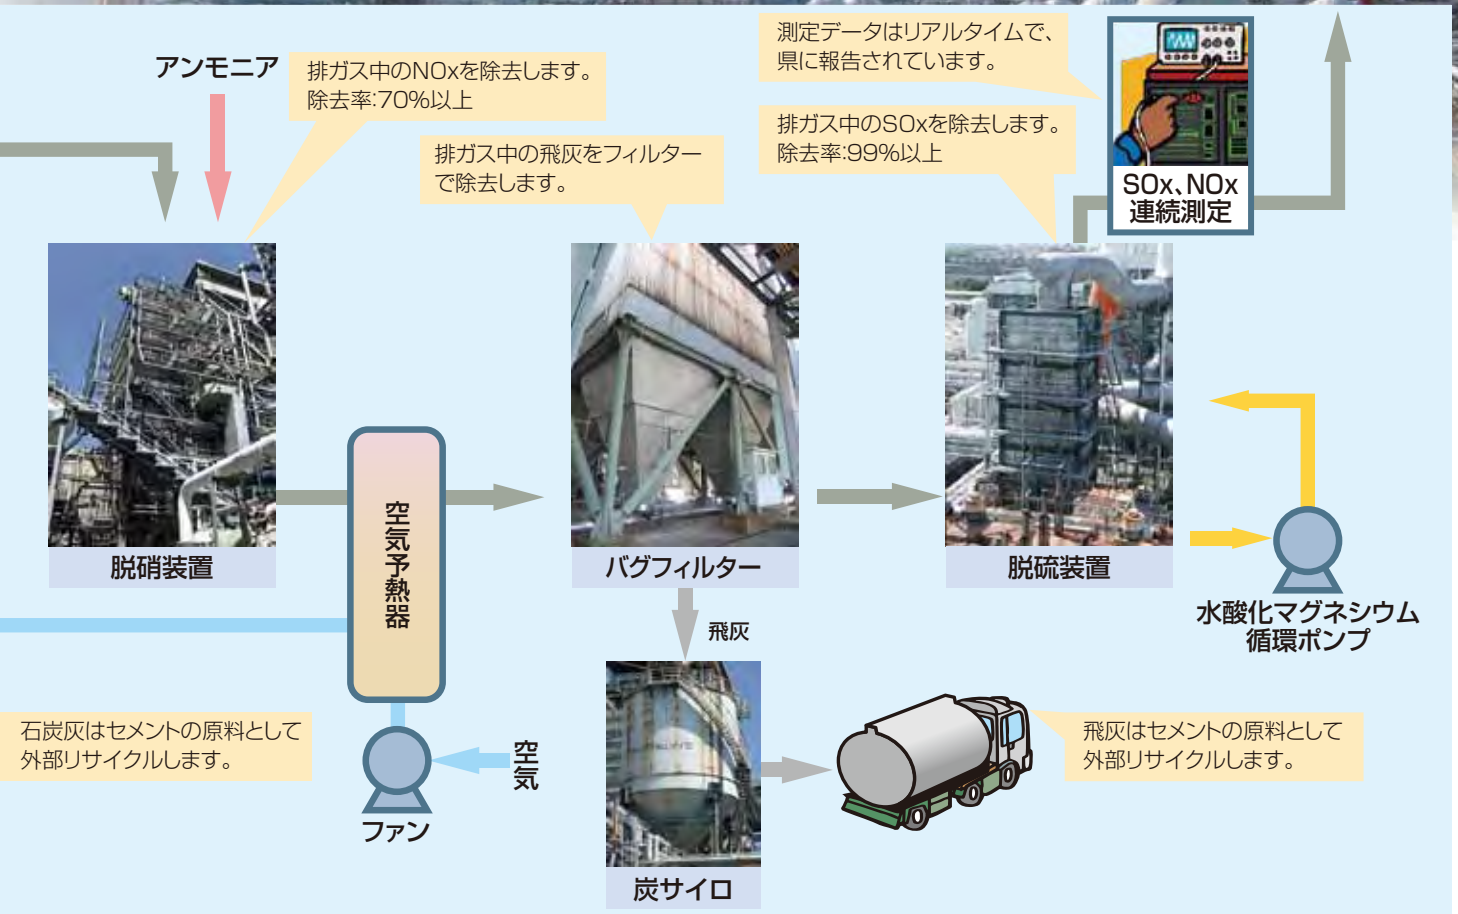 アンモニア
排ガス中のNOxを除去します。
除去率:70%以上
排ガス中の飛灰をフィルター
で除去します。
測定データはリアルタイムで、
県に報告されています。
排ガス中のSOxを除去します。
除去率:99%以上
SOx、NOx
連続測定
脱硝装置
空気予熱器
バグフィルター
脱硫装置
水酸化マグネシウム
循環ポンプ
飛灰
石炭灰はセメントの原料として
外部リサイクルします。
空気
ファン
炭サイロ
飛灰はセメントの原料として
外部リサイクルします。